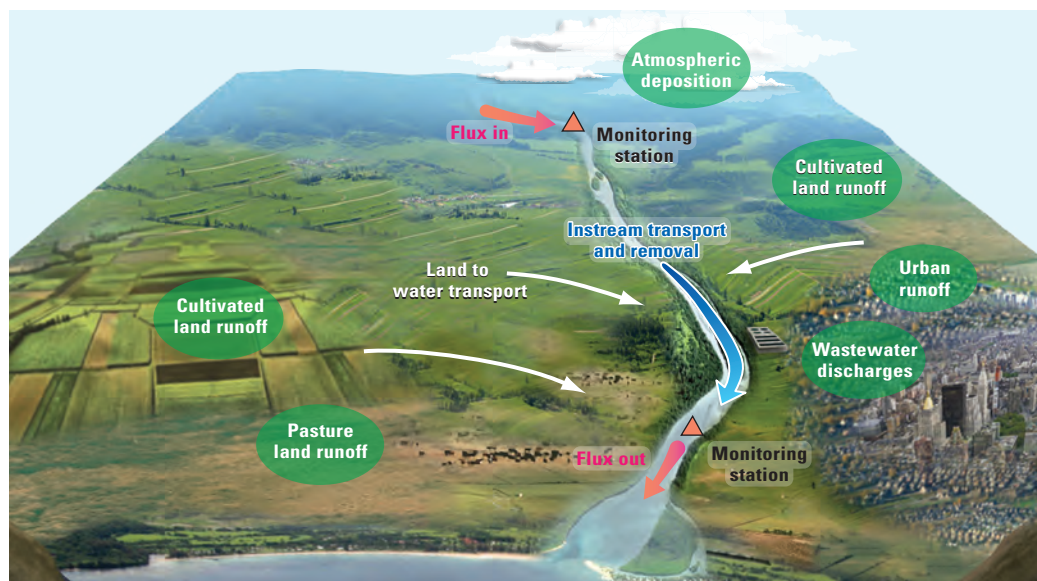 Atmospheric
deposition
Flux in
Monitoring
station
Cultivated
land runoff
Instream transport
and removal
Land to
water transport
Urban
runoff
Cultivated
land runoff
Wastewater
discharges
Pasture
land runoff
Flux out
Monitoring
station